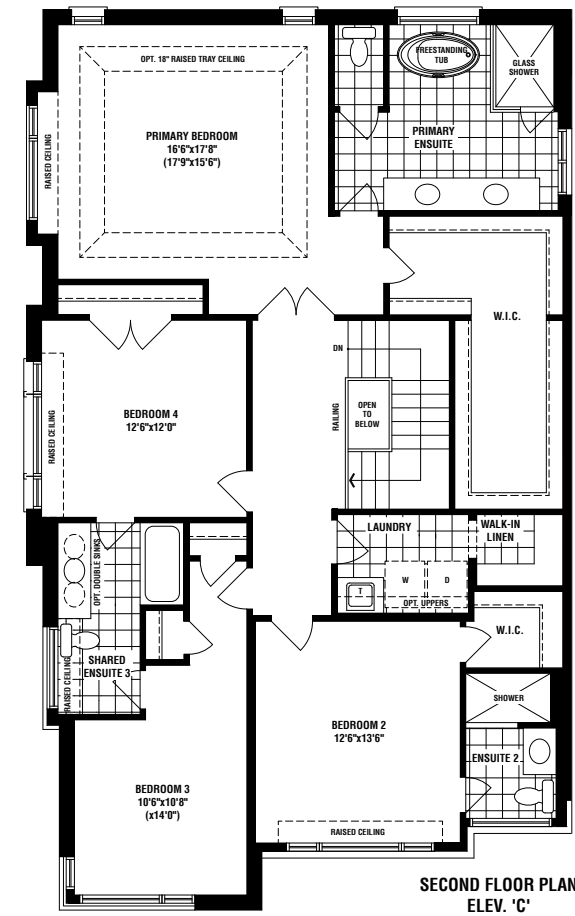 OPT. 18" RAISED TRAY CEILING
PRIMARY BEDROOM
16'6"x17'8"
(17'9"x15'6")
RAISED CEILING
FREESTANDING
TUB
GLASS
SHOWER
PRIMARY
ENSUITE
W.I.C.
DN
RAILING
OPEN
TO
BELOW
BEDROOM 4
12'6"x12'0"
RAISED CEILING
LAUNDRY
WALK-IN
LINEN
W
D
T
OPT. UPPERS
OPT. DOUBLE SINKS
SHARED
ENSUITE 3
RAISED CEILING
W.I.C.
SHOWER
BEDROOM 2
12'6"x13'6"
ENSUITE 2
BEDROOM 3
10'6"x10'8"
(x14'0")
RAISED CEILING
SECOND FLOOR PLAN
ELEV. 'C'